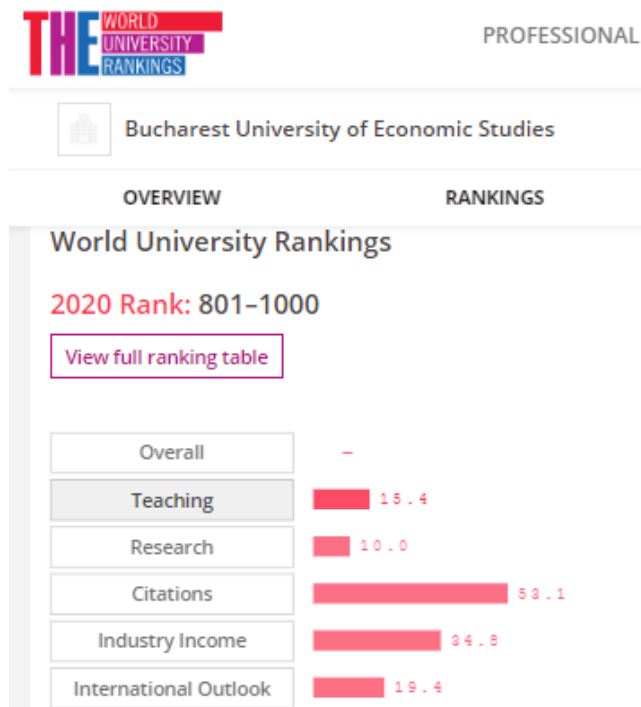 THE WORLD
UNIVERSITY
RANKINGS
PROFESSIONAL
Bucharest University of Economic Studies
OVERVIEW RANKINGS
World University Rankings
2020 Rank: 801–1000
View full ranking table
Overall –
Teaching 15.4
Research 10.0
Citations 53.1
Industry Income 34.8
International Outlook 19.4